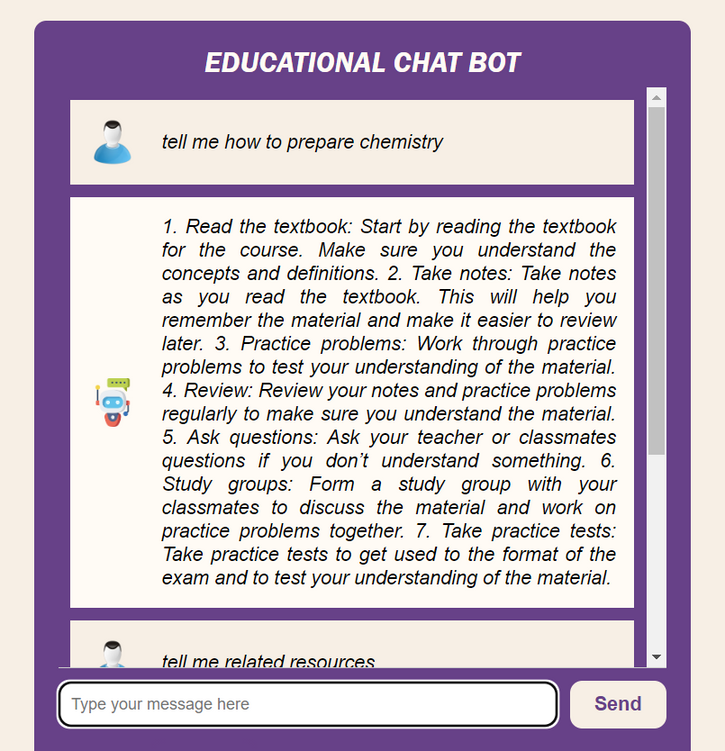 EDUCATIONAL CHAT BOT
tell me how to prepare chemistry
1. Read the textbook: Start by reading the textbook
for the course. Make sure you understand the
concepts and definitions. 2. Take notes: Take notes
as you read the textbook. This will help you
remember the material and make it easier to review
later. 3. Practice problems: Work through practice
problems to test your understanding of the material.
4. Review: Review your notes and practice problems
regularly to make sure you understand the material.
5. Ask questions: Ask your teacher or classmates
questions if you don’t understand something. 6.
Study groups: Form a study group with your
classmates to discuss the material and work on
practice problems together. 7. Take practice tests:
Take practice tests to get used to the format of the
exam and to test your understanding of the material.
tell me related resources
Type your message here
Send